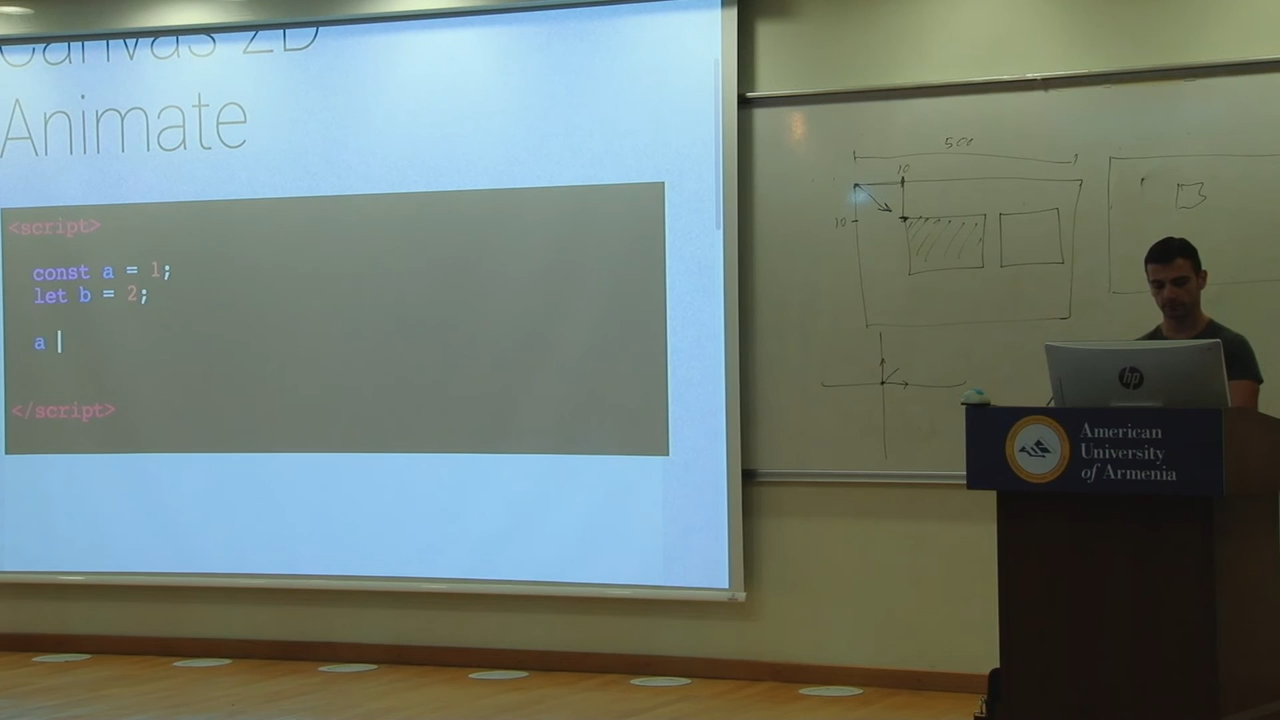 Canvas 2D
Animate
<script>
const a = 1;
let b = 2;
a
</script>
500
10
10
hp
American
University
of Armenia